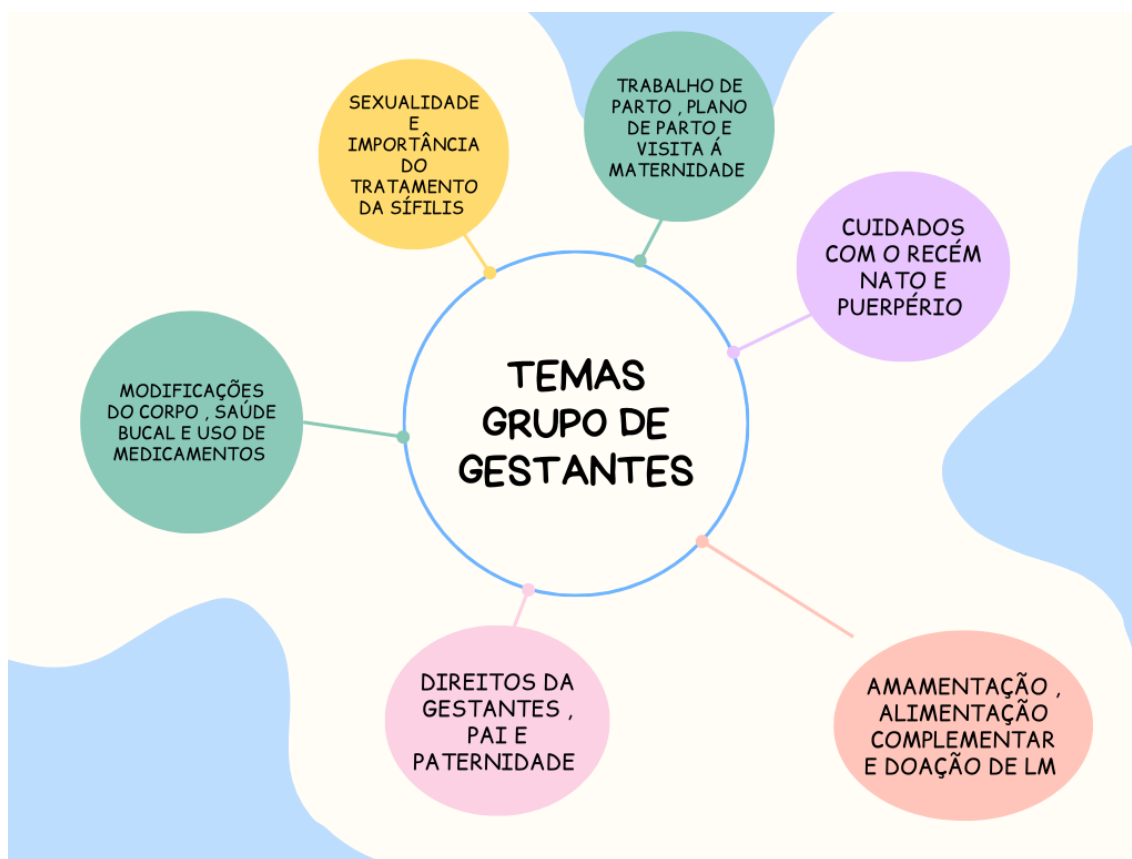 SEXUALIDADE
E
IMPORTÂNCIA
DO
TRATAMENTO
DA SÍFILIS
TRABALHO DE
PARTO , PLANO
DE PARTO E
VISITA Á
MATERNIDADE
CUIDADOS
COM O RECÉM
NATO E
PUERPÉRIO
MODIFICAÇÕES
DO CORPO , SAÚDE
BUCAL E USO DE
MEDICAMENTOS
TEMAS
GRUPO DE
GESTANTES
DIREITOS DA
GESTANTES ,
PAI E
PATERNIDADE
AMAMENTAÇÃO ,
ALIMENTAÇÃO
COMPLEMENTAR
E DOAÇÃO DE LM